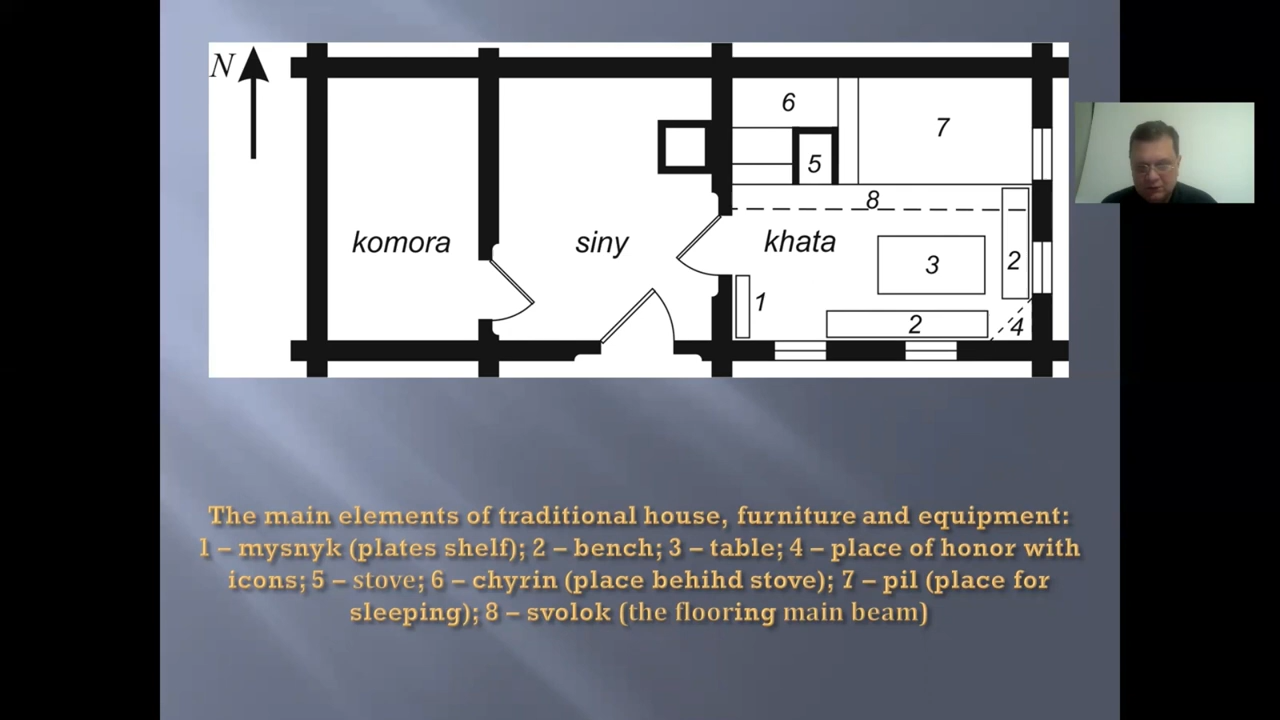 N
6
7
5
8
komora
siny
khata
3
2
1
2
4
The main elements of traditional house, furniture and equipment:
1 – mysnyk (plates shelf); 2 – bench; 3 – table; 4 – place of honor with
icons; 5 – stove; 6 – chyrin (place behihd stove); 7 – pil (place for
sleeping); 8 – svolok (the flooring main beam)